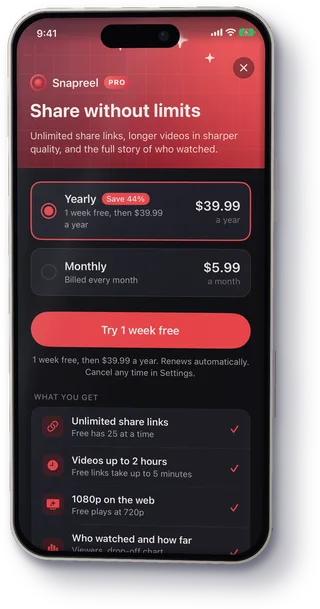 9:41
Snapreel PRO
Share without limits
Unlimited share links, longer videos in sharper
quality, and the full story of who watched.
Yearly Save 44% $39.99
1 week free, then $39.99 a year
a year
Monthly $5.99
Billed every month a month
Try 1 week free
1 week free, then $39.99 a year. Renews automatically.
Cancel any time in Settings.
WHAT YOU GET
Unlimited share links
Free has 25 at a time
Videos up to 2 hours
Free links take up to 5 minutes
1080p on the web
Free plays at 720p
Who watched and how far
Viewers, drop-off chart